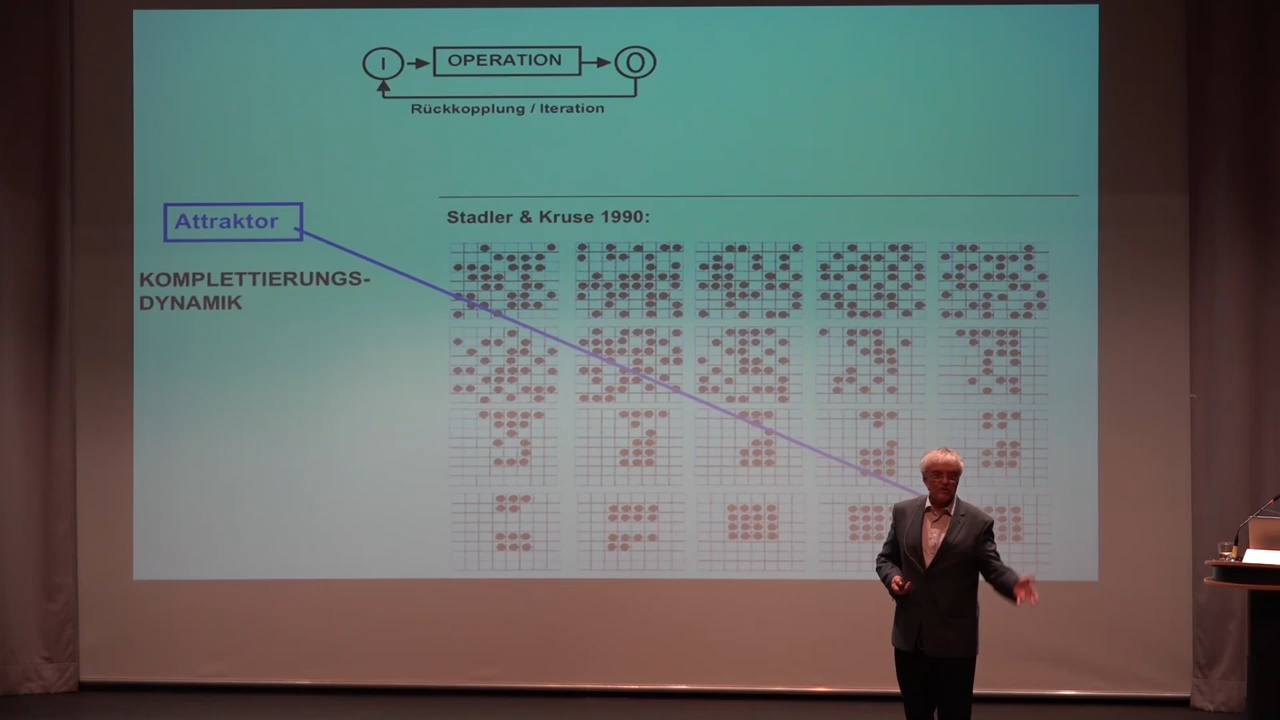 I
OPERATION
O
Rückkopplung / Iteration
Attraktor
Stadler & Kruse 1990:
KOMPLETTIERUNGS-
DYNAMIK